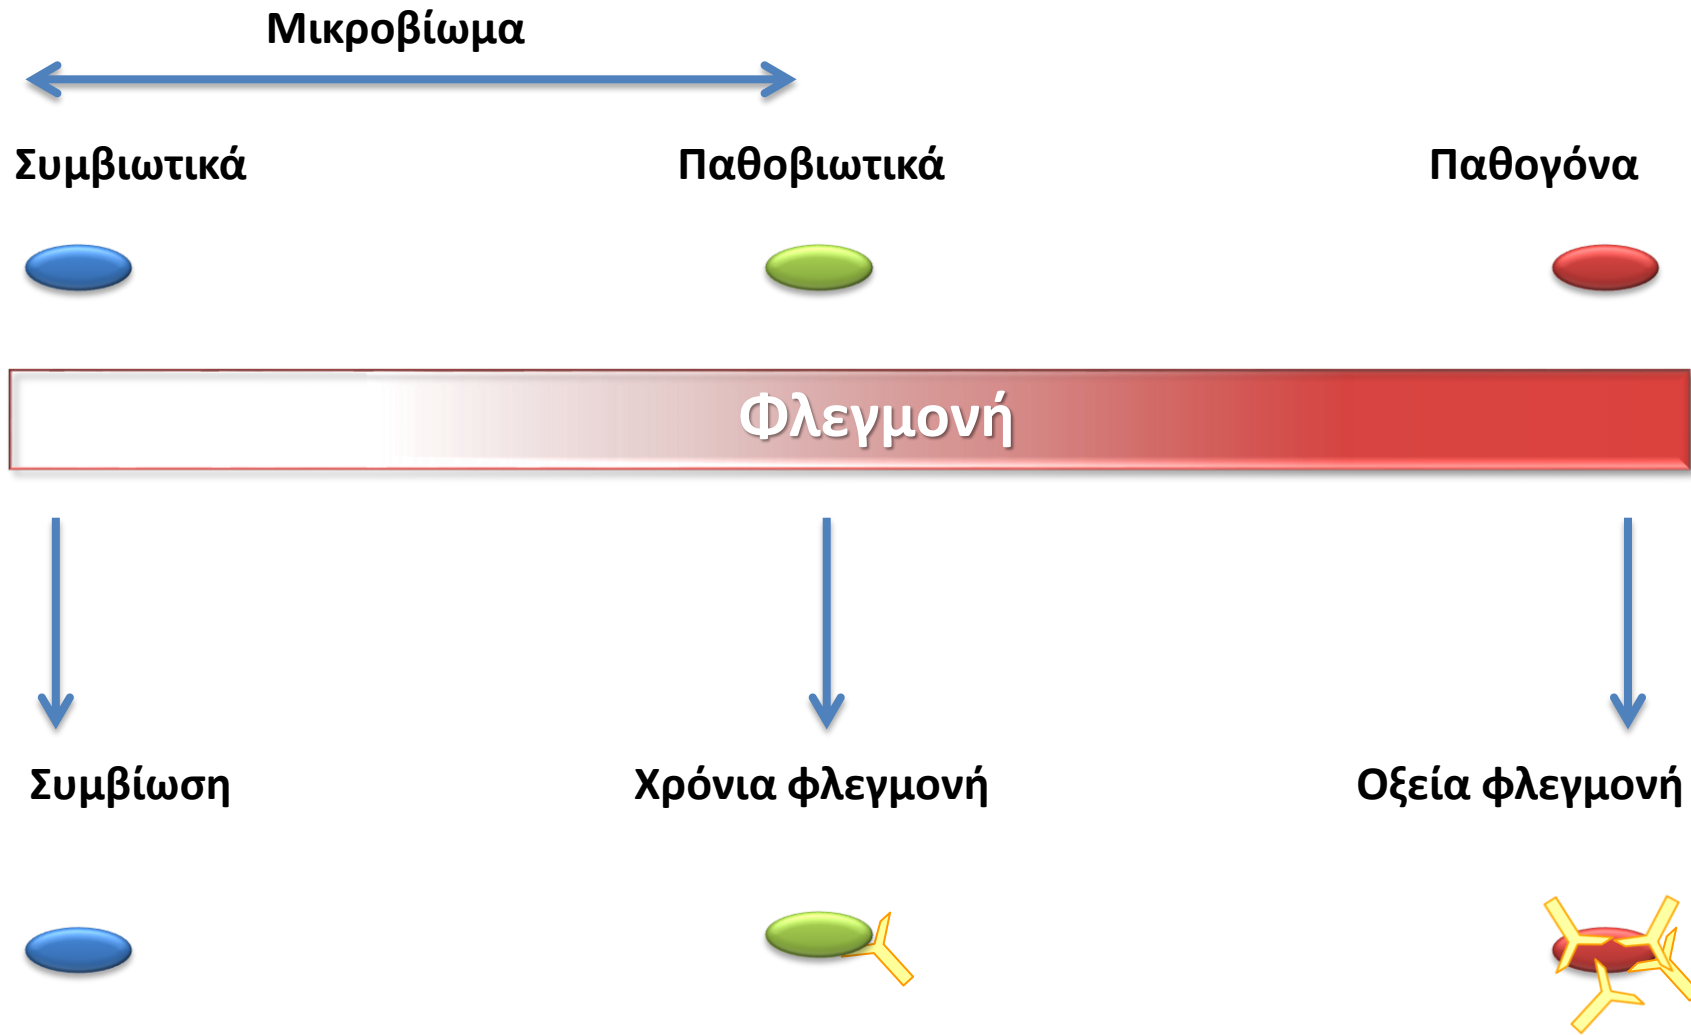 Μικροβίωμα
Συμβιωτικά
Παθοβιωτικά
Παθογόνα
Φλεγμονή
Συμβίωση
Χρόνια φλεγμονή
Οξεία φλεγμονή